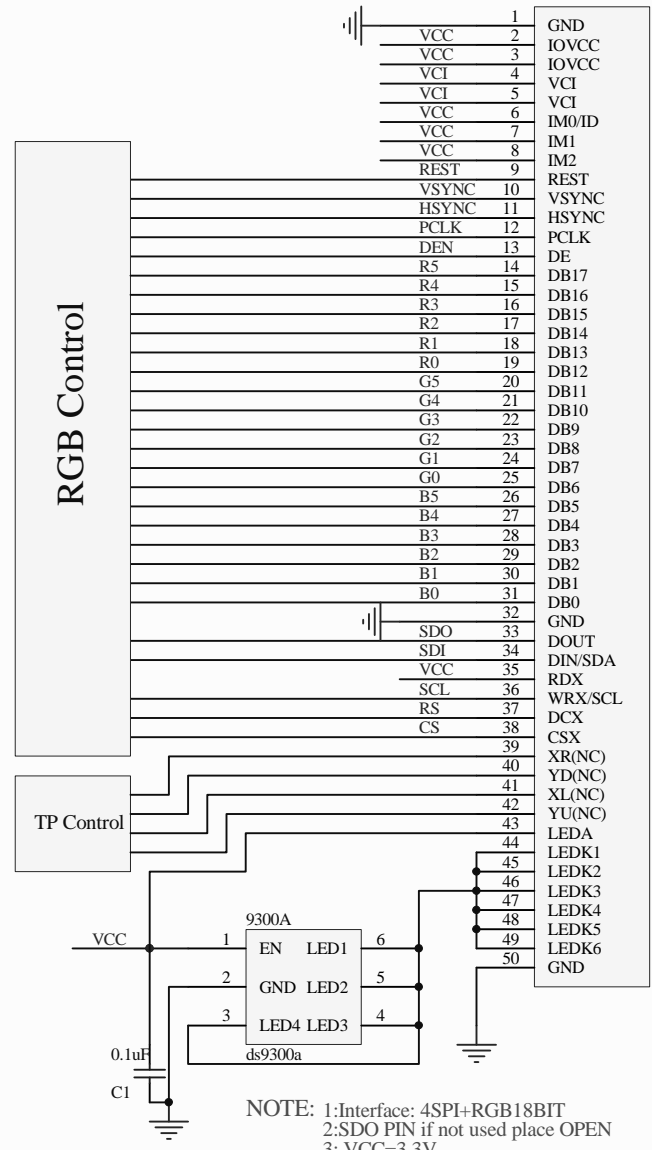 1 GND
VCC 2 IOVCC
VCC 3 IOVCC
VCI 4 VCI
VCI 5 VCI
VCC 6 IM0/ID
VCC 7 IM1
VCC 8 IM2
REST 9 REST
VSYNC 10 VSYNC
HSYNC 11 HSYNC
PCLK 12 PCLK
DEN 13 DE
R5 14 DB17
R4 15 DB16
R3 16 DB15
R2 17 DB14
R1 18 DB13
R0 19 DB12
G5 20 DB11
G4 21 DB10
G3 22 DB9
G2 23 DB8
G1 24 DB7
G0 25 DB6
B5 26 DB5
B4 27 DB4
B3 28 DB3
B2 29 DB2
B1 30 DB1
B0 31 DB0
32 GND
SDO 33 DOUT
SDI 34 DIN/SDA
VCC 35 RDX
SCL 36 WRX/SCL
RS 37 DCX
CS 38 CSX
39 XR(NC)
40 YD(NC)
41 XL(NC)
42 YU(NC)
43 LEDA
44 LEDK1
45 LEDK2
46 LEDK3
47 LEDK4
48 LEDK5
49 LEDK6
50 GND
RGB Control
TP Control
9300A
VCC 1 EN LED1 6
2 GND LED2 5
3 LED4 LED3 4
ds9300a
0.1uF
C1
NOTE: 1:Interface: 4SPI+RGB18BIT
2:SDO PIN if not used place OPEN
3: VCC=3.3V